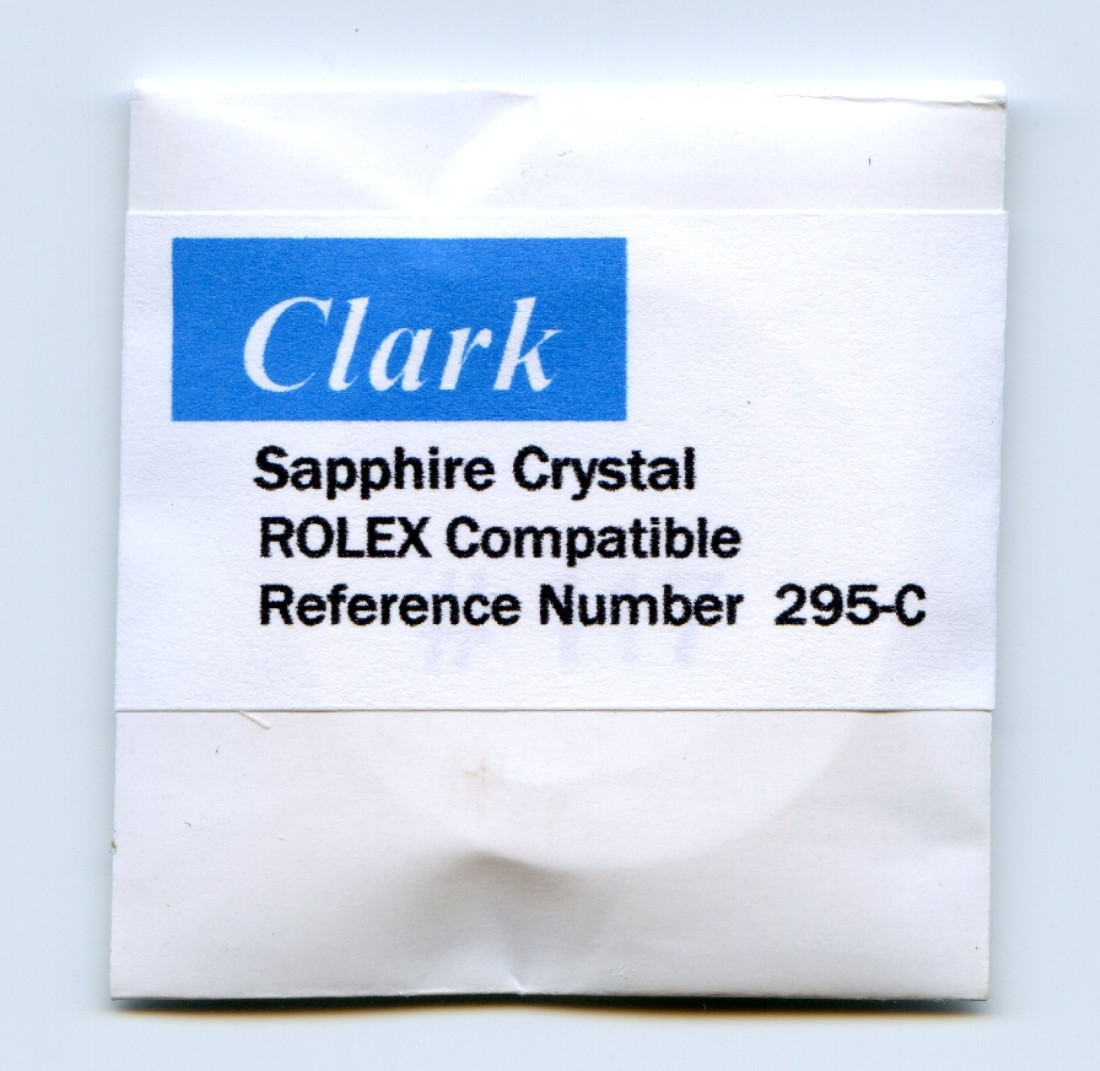 Clark
Sapphire Crystal
ROLEX Compatible
Reference Number 295-C